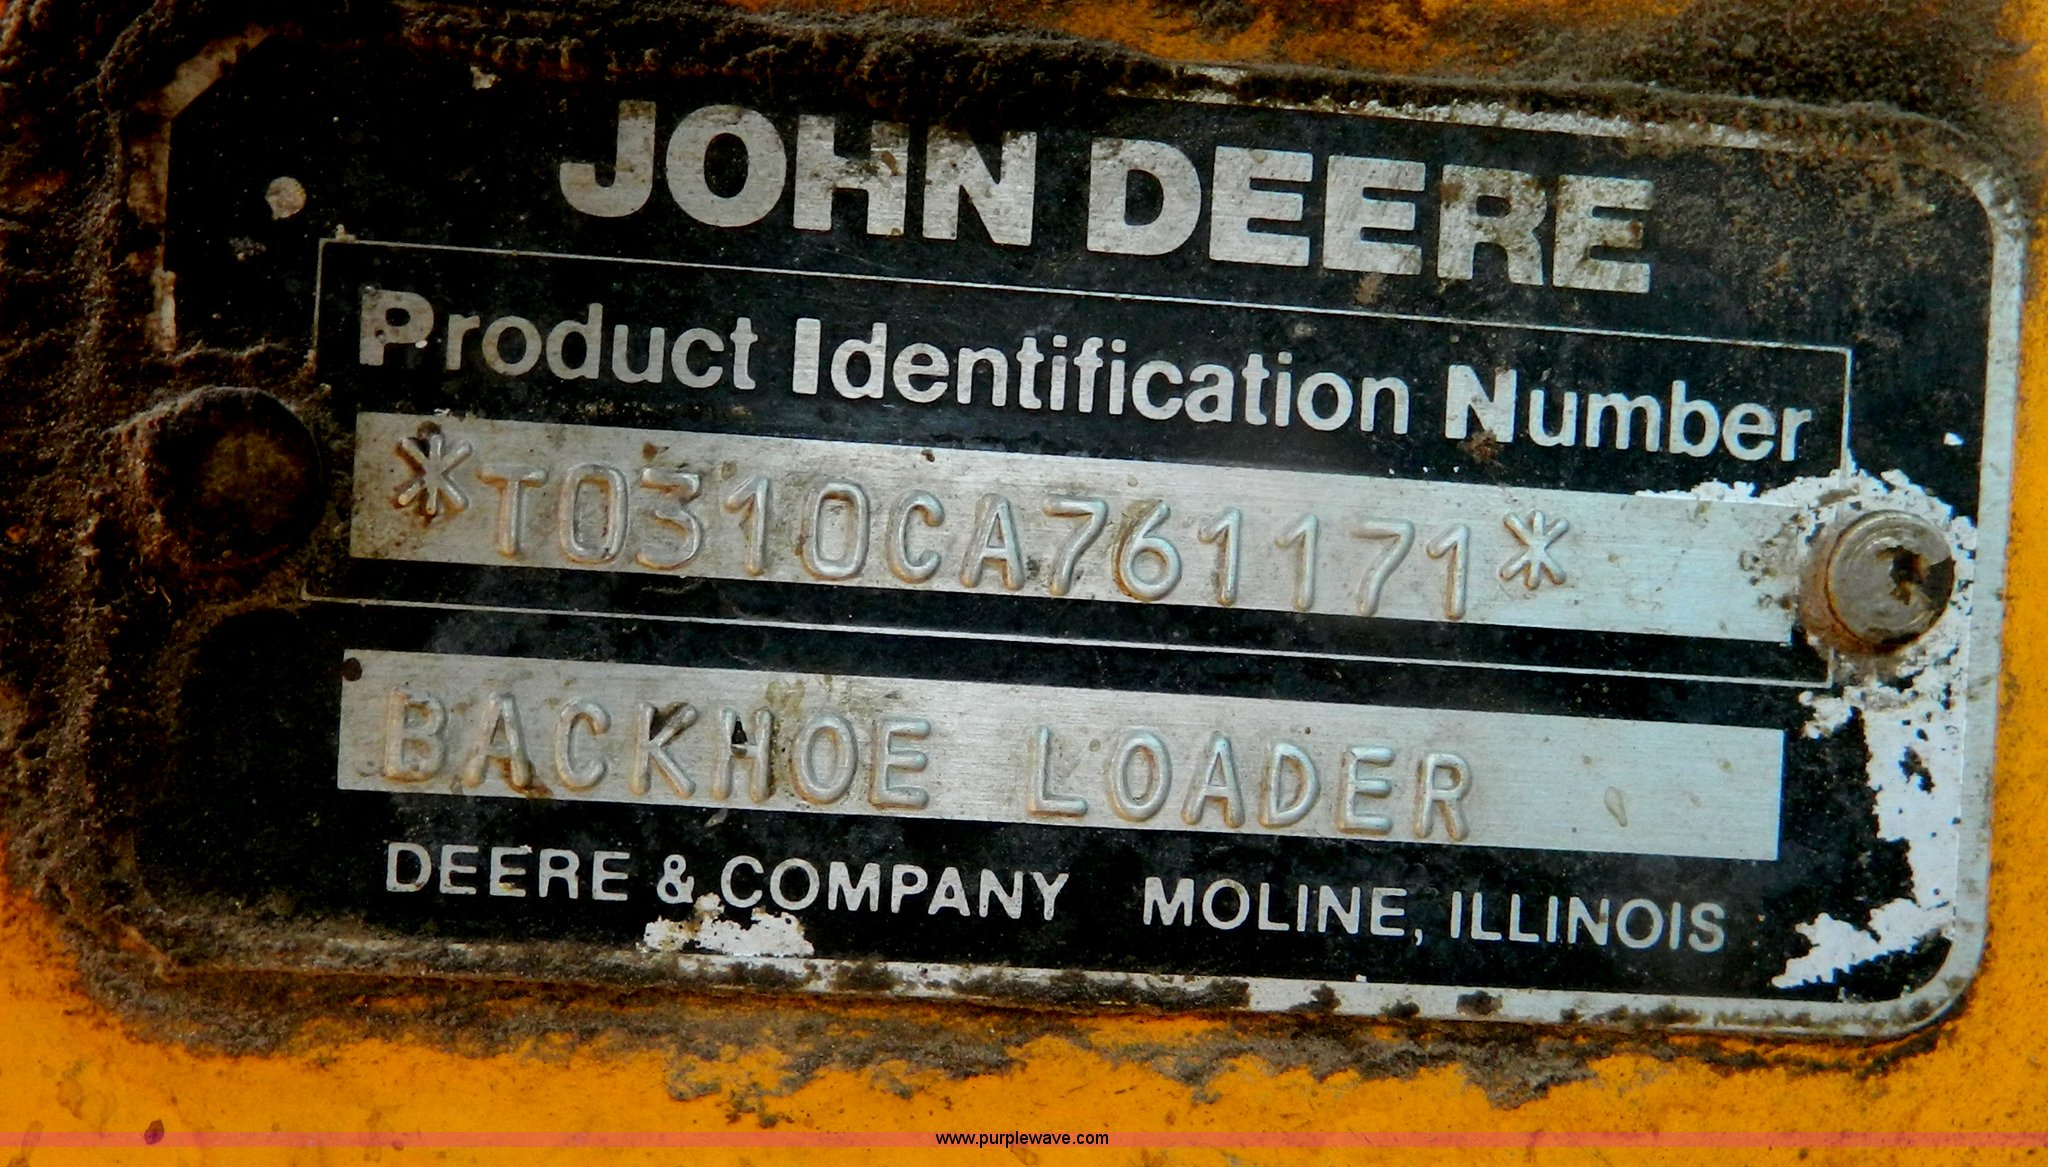 JOHN DEERE
Product Identification Number
*T0310CA761171*
BACKHOE LOADER
DEERE & COMPANY MOLINE, ILLINOIS
www.purplewave.com